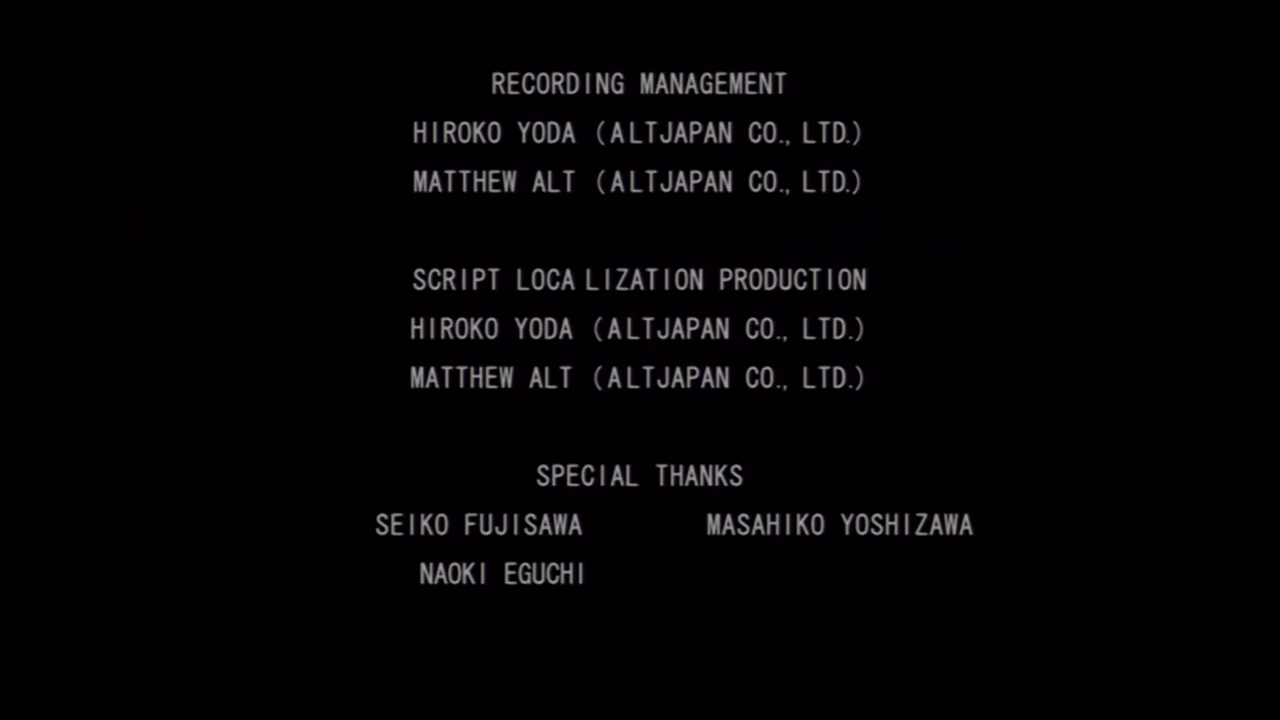 RECORDING MANAGEMENT
HIROKO YODA (ALTJAPAN CO., LTD.)
MATTHEW ALT (ALTJAPAN CO., LTD.)
SCRIPT LOCALIZATION PRODUCTION
HIROKO YODA (ALTJAPAN CO., LTD.)
MATTHEW ALT (ALTJAPAN CO., LTD.)
SPECIAL THANKS
SEIKO FUJISAWA MASAHIKO YOSHIZAWA
NAOKI EGUCHI